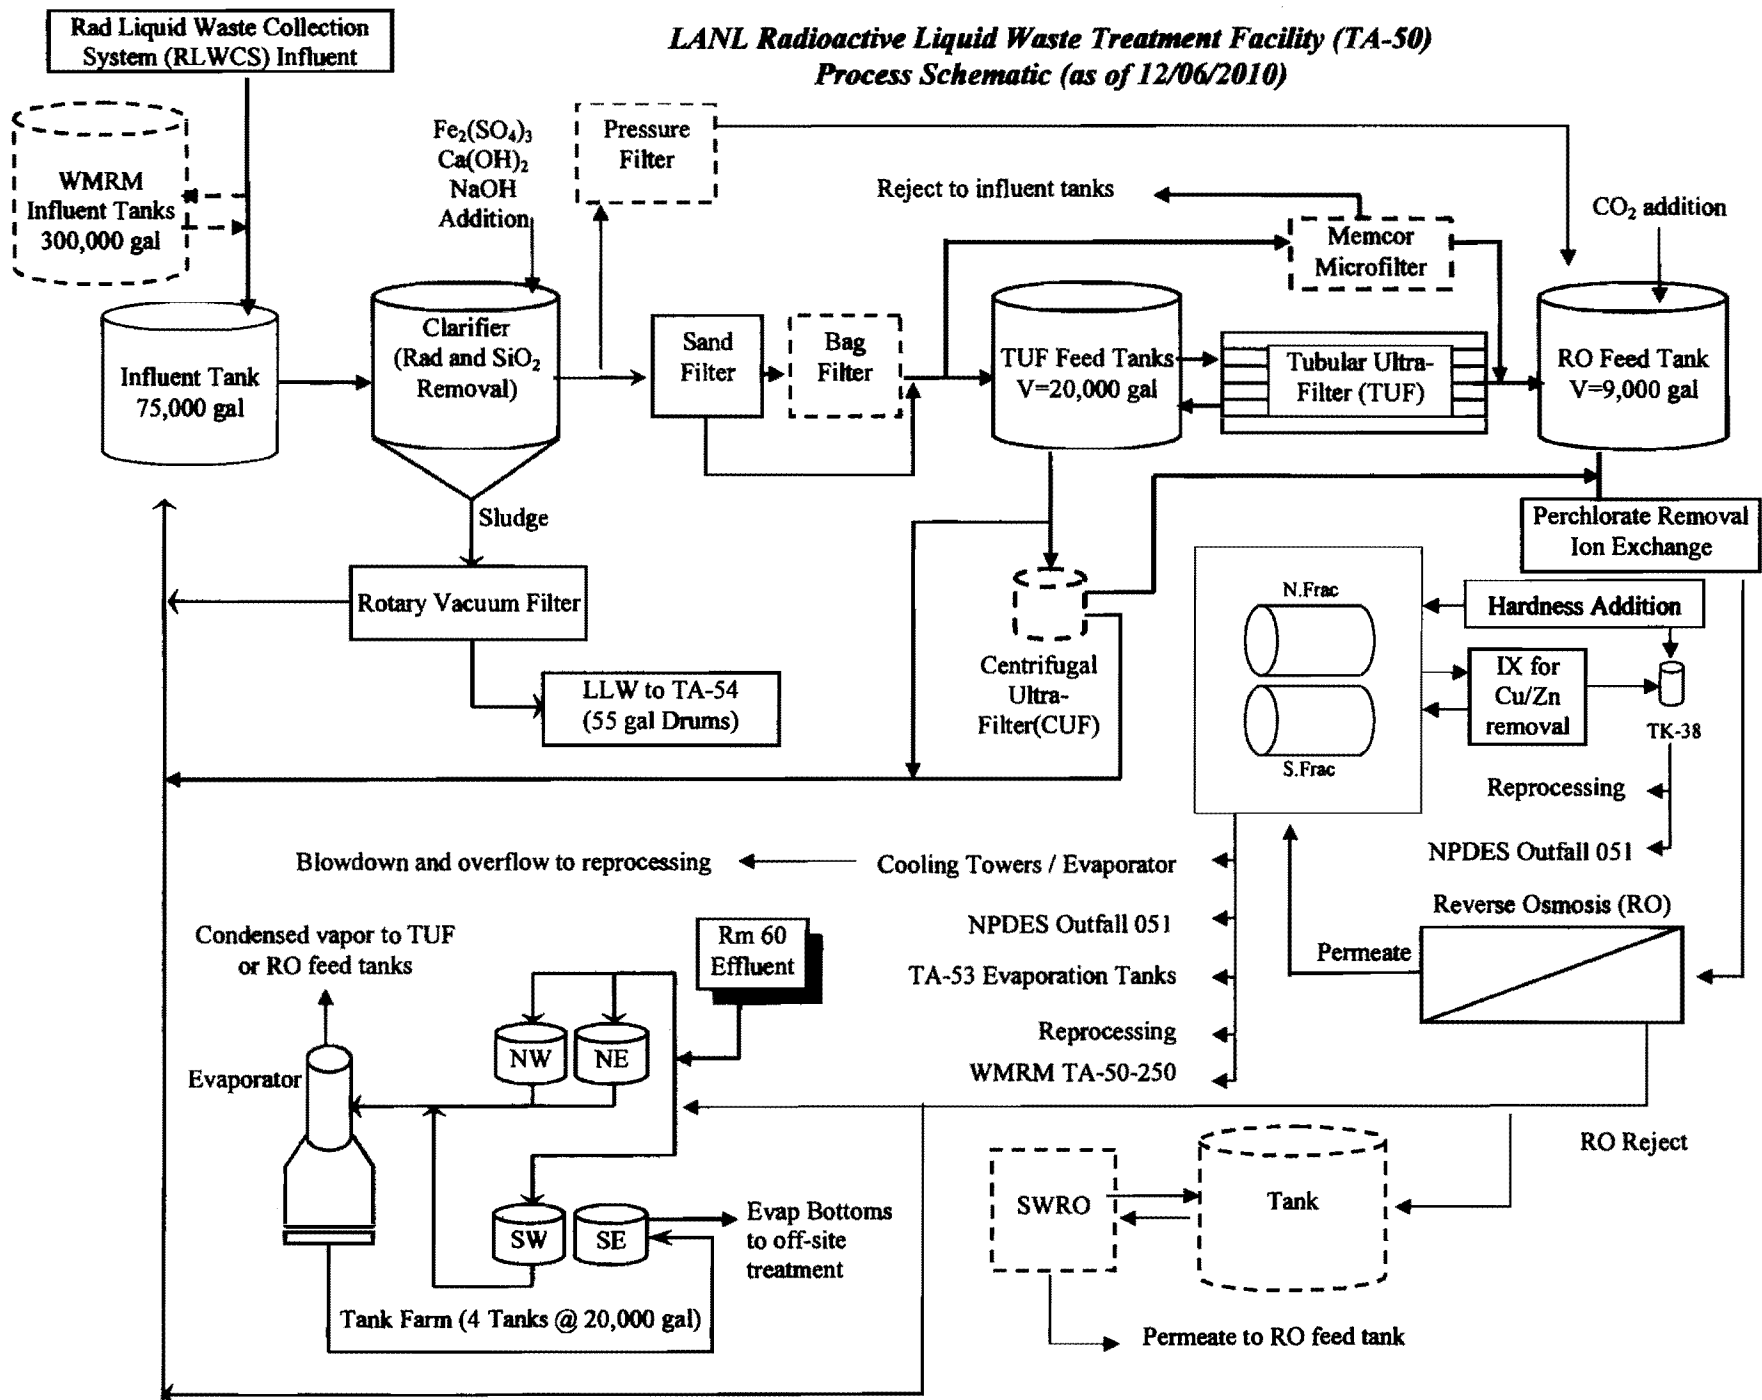 Rad Liquid Waste Collection
System (RLWCS) Influent
LANL Radioactive Liquid Waste Treatment Facility (TA-50)
Process Schematic (as of 12/06/2010)
WMRM
Influent Tanks
300,000 gal
Fe₂(SO₄)₃
Ca(OH)₂
NaOH
Addition
Pressure
Filter
Reject to influent tanks
Memcor
Microfilter
CO₂ addition
Influent Tank
75,000 gal
Clarifier
(Rad and SiO₂
Removal)
Sand
Filter
Bag
Filter
TUF Feed Tanks
V=20,000 gal
Tubular Ultra-
Filter (TUF)
RO Feed Tank
V=9,000 gal
Sludge
Rotary Vacuum Filter
LLW to TA-54
(55 gal Drums)
Centrifugal
Ultra-
Filter(CUF)
Perchlorate Removal
Ion Exchange
N.Frac
S.Frac
Hardness Addition
IX for
Cu/Zn
removal
TK-38
Reprocessing
NPDES Outfall 051
Blowdown and overflow to reprocessing
Cooling Towers / Evaporator
NPDES Outfall 051
TA-53 Evaporation Tanks
Reprocessing
WMRM TA-50-250
Reverse Osmosis (RO)
Permeate
RO Reject
Condensed vapor to TUF
or RO feed tanks
Rm 60
Effluent
Evaporator
NW
NE
SW
SE
Evap Bottoms
to off-site
treatment
Tank Farm (4 Tanks @ 20,000 gal)
SWRO
Tank
Permeate to RO feed tank